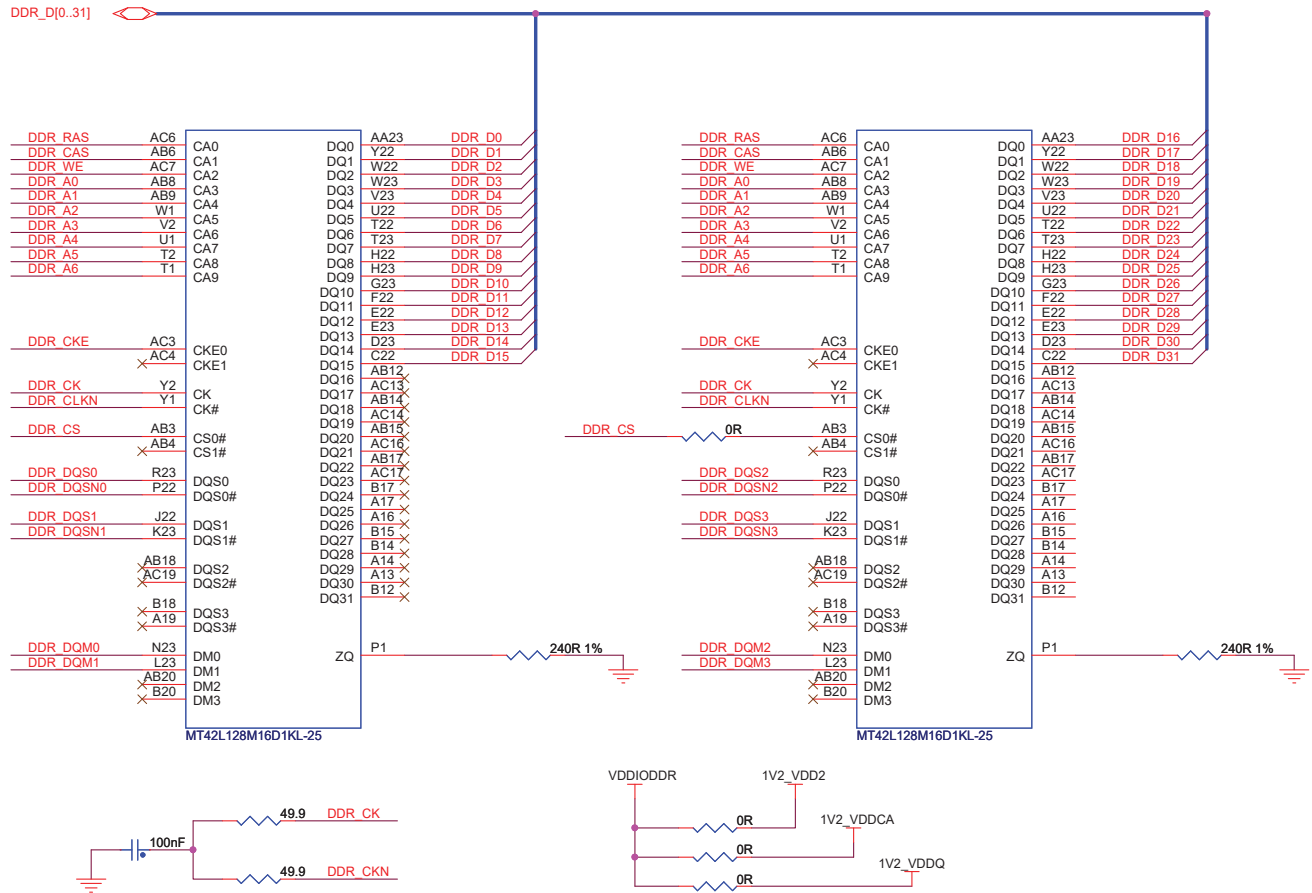 DDR_D[0..31]
DDR_RAS AC6 CA0 DQ0 AA23 DDR_D0
DDR_CAS AB6 CA1 DQ1 Y22 DDR_D1
DDR_WE AC7 CA2 DQ2 W22 DDR_D2
DDR_A0 AB8 CA3 DQ3 W23 DDR_D3
DDR_A1 AB9 CA4 DQ4 V23 DDR_D4
DDR_A2 W1 CA5 DQ5 U22 DDR_D5
DDR_A3 V2 CA6 DQ6 T22 DDR_D6
DDR_A4 U1 CA7 DQ7 T23 DDR_D7
DDR_A5 T2 CA8 DQ8 H22 DDR_D8
DDR_A6 T1 CA9 DQ9 H23 DDR_D9
DQ10 G23 DDR_D10
DQ11 F22 DDR_D11
DQ12 E22 DDR_D12
DQ13 E23 DDR_D13
DDR_CKE AC3 CKE0 DQ14 D23 DDR_D14
AC4 CKE1 DQ15 C22 DDR_D15
DQ16 AB12
DDR_CK Y2 CK DQ17 AC13
DDR_CLKN Y1 CK# DQ18 AB14
DQ19 AC14
DDR_CS AB3 CS0# DQ20 AB15
AB4 CS1# DQ21 AC16
DQ22 AB17
DDR_DQS0 R23 DQS0 DQ23 AC17
DDR_DQSN0 P22 DQS0# DQ24 B17
DQ25 A17
DDR_DQS1 J22 DQS1 DQ26 A16
DDR_DQSN1 K23 DQS1# DQ27 B15
DQ28 B14
AB18 DQS2 DQ29 A14
AC19 DQS2# DQ30 A13
DQ31 B12
B18 DQS3
A19 DQS3#
DDR_DQM0 N23 DM0 ZQ P1 240R 1%
DDR_DQM1 L23 DM1
AB20 DM2
B20 DM3
MT42L128M16D1KL-25
DDR_RAS AC6 CA0 DQ0 AA23 DDR_D16
DDR_CAS AB6 CA1 DQ1 Y22 DDR_D17
DDR_WE AC7 CA2 DQ2 W22 DDR_D18
DDR_A0 AB8 CA3 DQ3 W23 DDR_D19
DDR_A1 AB9 CA4 DQ4 V23 DDR_D20
DDR_A2 W1 CA5 DQ5 U22 DDR_D21
DDR_A3 V2 CA6 DQ6 T22 DDR_D22
DDR_A4 U1 CA7 DQ7 T23 DDR_D23
DDR_A5 T2 CA8 DQ8 H22 DDR_D24
DDR_A6 T1 CA9 DQ9 H23 DDR_D25
DQ10 G23 DDR_D26
DQ11 F22 DDR_D27
DQ12 E22 DDR_D28
DQ13 E23 DDR_D29
DDR_CKE AC3 CKE0 DQ14 D23 DDR_D30
AC4 CKE1 DQ15 C22 DDR_D31
DQ16 AB12
DDR_CK Y2 CK DQ17 AC13
DDR_CLKN Y1 CK# DQ18 AB14
DQ19 AC14
DDR_CS 0R AB3 CS0# DQ20 AB15
AB4 CS1# DQ21 AC16
DQ22 AB17
DDR_DQS2 R23 DQS0 DQ23 AC17
DDR_DQSN2 P22 DQS0# DQ24 B17
DQ25 A17
DDR_DQS3 J22 DQS1 DQ26 A16
DDR_DQSN3 K23 DQS1# DQ27 B15
DQ28 B14
AB18 DQS2 DQ29 A14
AC19 DQS2# DQ30 A13
DQ31 B12
B18 DQS3
A19 DQS3#
DDR_DQM2 N23 DM0 ZQ P1 240R 1%
DDR_DQM3 L23 DM1
AB20 DM2
B20 DM3
MT42L128M16D1KL-25
49.9 DDR_CK
100nF
49.9 DDR_CKN
VDDIODDR 1V2_VDD2
0R 1V2_VDDCA
0R 1V2_VDDQ
0R